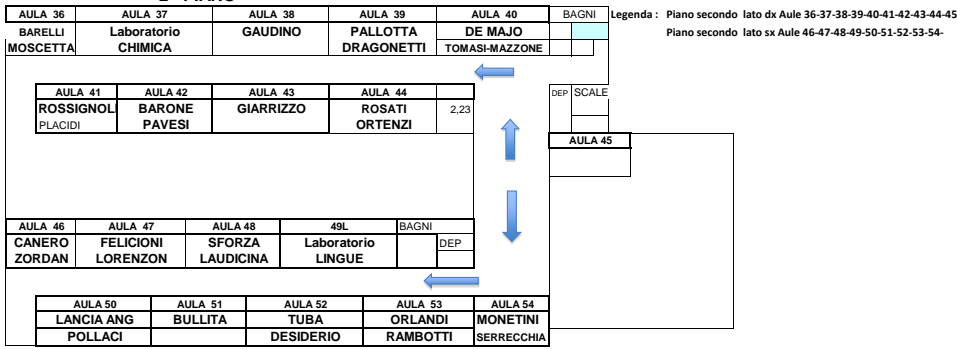 2° PIANO
AULA 36 AULA 37 AULA 38 AULA 39 AULA 40 BAGNI Legenda : Piano secondo lato dx Aule 36-37-38-39-40-41-42-43-44-45
BARELLI Laboratorio GAUDINO PALLOTTA DE MAJO Piano secondo lato sx Aule 46-47-48-49-50-51-52-53-54-
MOSCETTA CHIMICA DRAGONETTI TOMASI-MAZZONE
AULA 41 AULA 42 AULA 43 AULA 44 DEP SCALE
ROSSIGNOLI BARONE GIARRIZZO ROSATI 2,23
PLACIDI PAVESI ORTENZI
AULA 45
AULA 46 AULA 47 AULA 48 49L BAGNI
CANERO FELICIONI SFORZA Laboratorio DEP
ZORDAN LORENZON LAUDICINA LINGUE
AULA 50 AULA 51 AULA 52 AULA 53 AULA 54
LANCIA ANG BULLITA TUBA ORLANDI MONETINI
POLLACI DESIDERIO RAMBOTTI SERRECCHIA